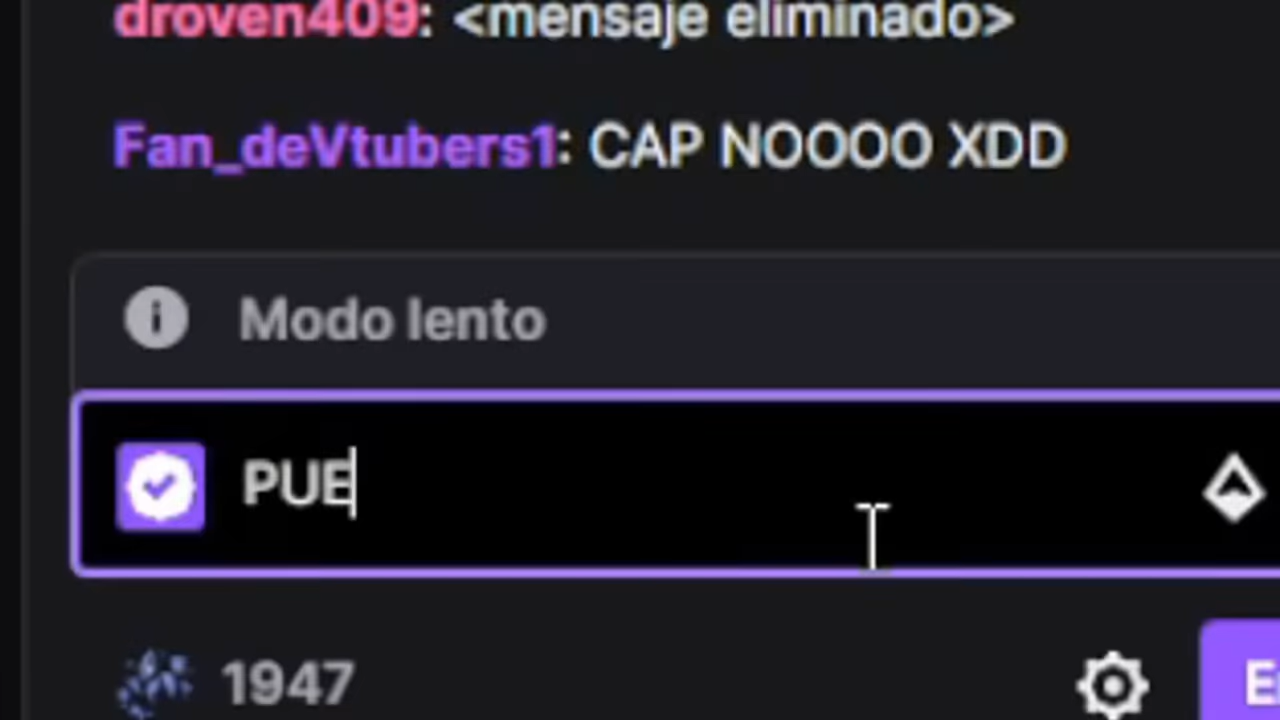 droven409: <mensaje eliminado>
Fan_deVtubers1: CAP NOOOO XDD
Modo lento
PUE
1947